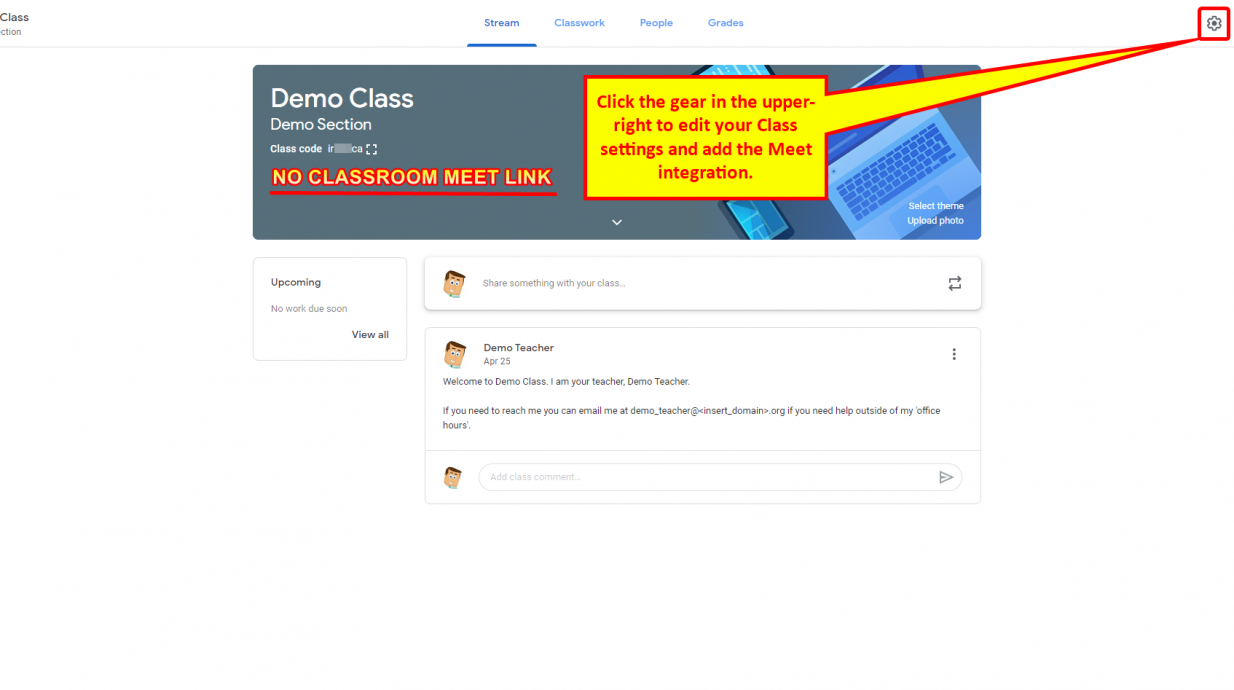 Class
ction
Stream
Classwork
People
Grades
Demo Class
Demo Section
Class code ir ca
NO CLASSROOM MEET LINK
Click the gear in the upper-
right to edit your Class
settings and add the Meet
integration.
Select theme
Upload photo
Upcoming
No work due soon
View all
Share something with your class...
Demo Teacher
Apr 25
Welcome to Demo Class. I am your teacher, Demo Teacher.
If you need to reach me you can email me at demo_teacher@<insert_domain>.org if you need help outside of my 'office
hours'.
Add class comment...